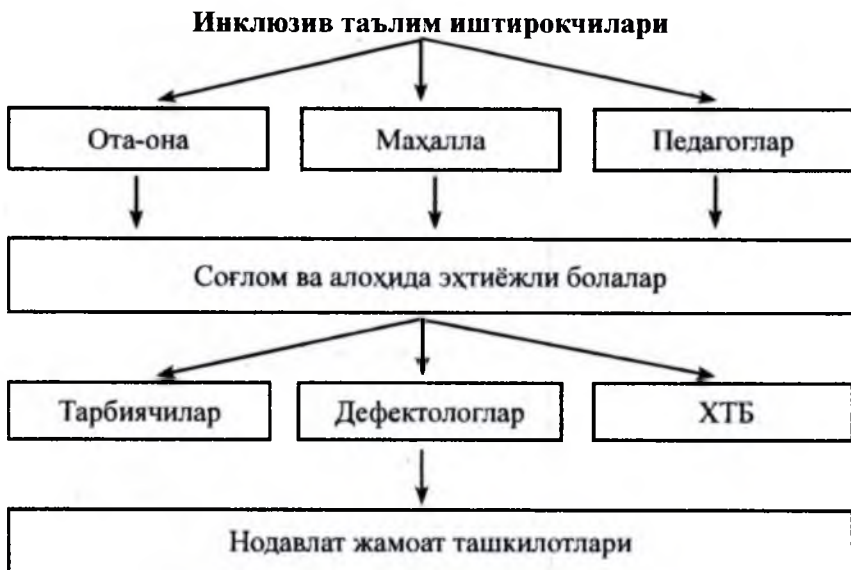 Инклюзив таълим иштирокчилари
Ота-она
Маҳалла
Педагоглар
Соғлом ва алоҳида эҳтиёжли болалар
Тарбиячилар
Дефектологлар
ХТБ
Нодавлат жамоат ташкилотлари